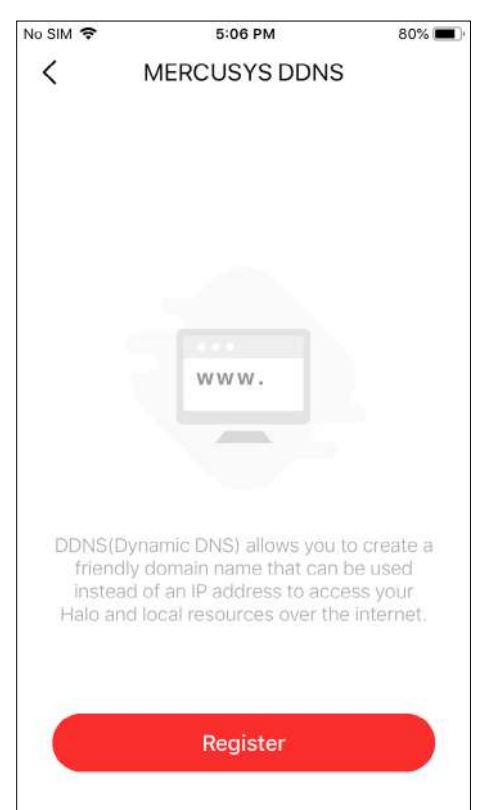 No SIM 5:06 PM 80%
MERCUSYS DDNS
www.
DDNS(Dynamic DNS) allows you to create a
friendly domain name that can be used
instead of an IP address to access your
Halo and local resources over the internet.
Register